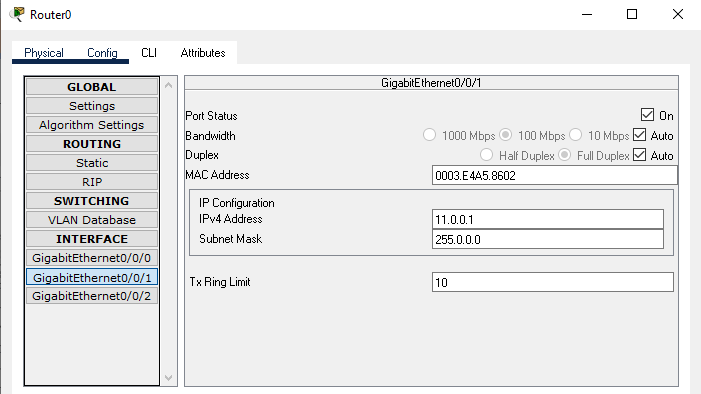 Router0
Physical Config CLI Attributes
GLOBAL
Settings
Algorithm Settings
ROUTING
Static
RIP
SWITCHING
VLAN Database
INTERFACE
GigabitEthernet0/0/0
GigabitEthernet0/0/1
GigabitEthernet0/0/2
GigabitEthernet0/0/1
Port Status On
Bandwidth 1000 Mbps 100 Mbps 10 Mbps Auto
Duplex Half Duplex Full Duplex Auto
MAC Address 0003.E4A5.8602
IP Configuration
IPv4 Address 11.0.0.1
Subnet Mask 255.0.0.0
Tx Ring Limit 10